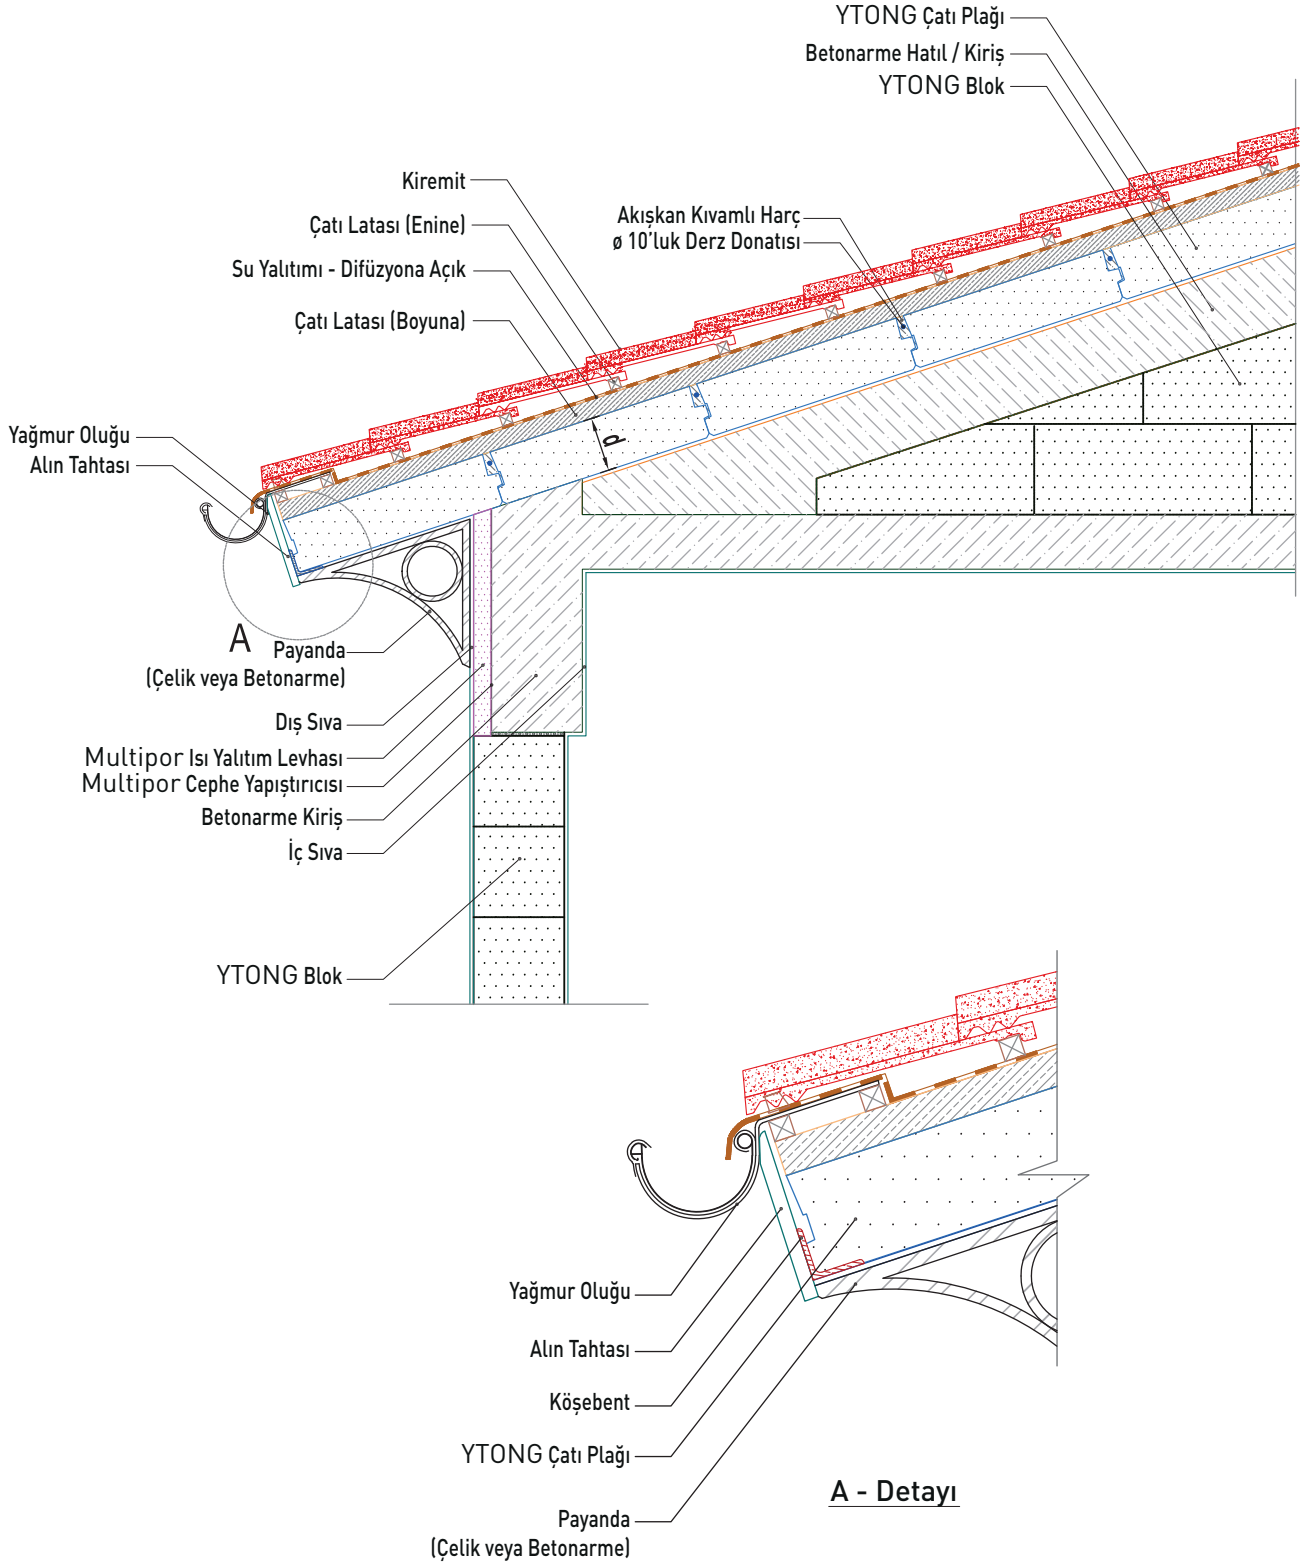 YTONG Çatı Plağı
Betonarme Hatıl / Kiriş
YTONG Blok
Kiremit
Çatı Latası (Enine)
Su Yalıtımı - Difüzyona Açık
Çatı Latası (Boyuna)
Akışkan Kıvamlı Harç
ø 10'luk Derz Donatısı
Yağmur Oluğu
Alın Tahtası
d
A
Payanda
(Çelik veya Betonarme)
Dış Sıva
Multipor Isı Yalıtım Levhası
Multipor Cephe Yapıştırıcısı
Betonarme Kiriş
İç Sıva
YTONG Blok
Yağmur Oluğu
Alın Tahtası
Köşebent
YTONG Çatı Plağı
Payanda
(Çelik veya Betonarme)
A - Detayı